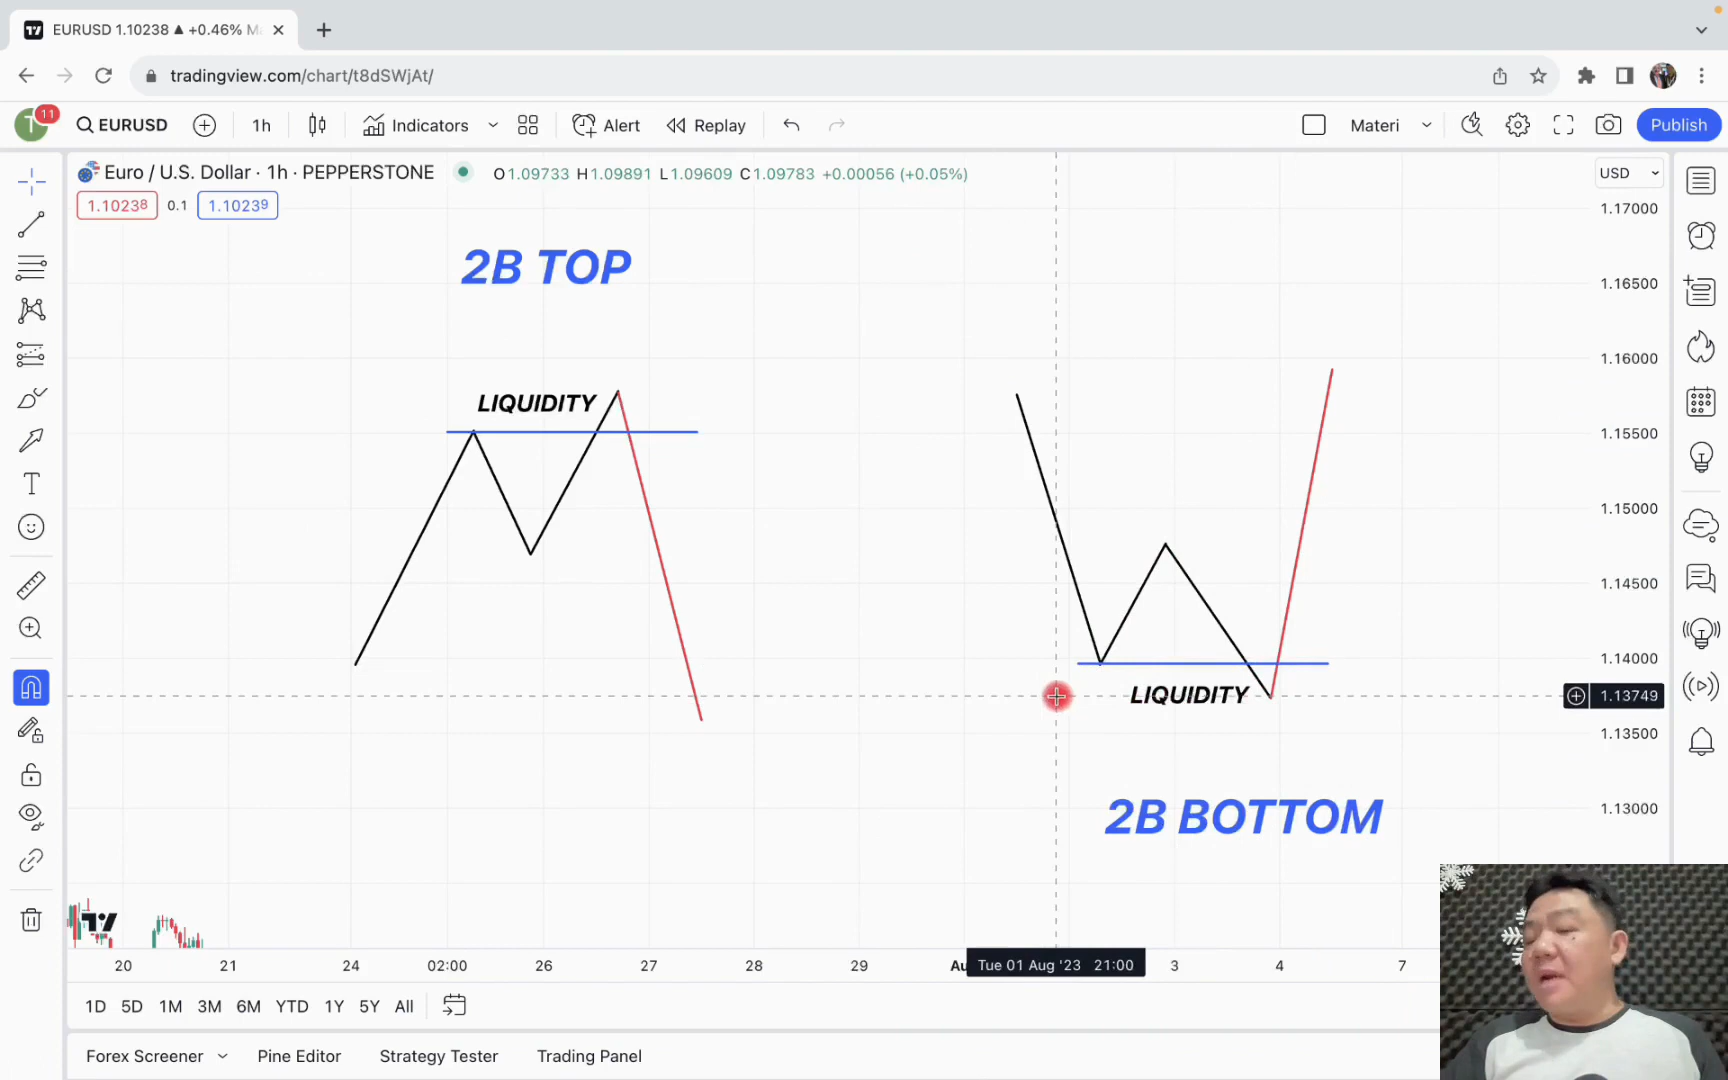 EURUSD 1.10238 ▲ +0.46% M
tradingview.com/chart/t8dSWjAt/
T 11 EURUSD 1h Indicators Alert Replay Materi Publish
Euro / U.S. Dollar · 1h · PEPPERSTONE O1.09733 H1.09891 L1.09609 C1.09783 +0.00056 (+0.05%) USD
1.10238 0.1 1.10239
1.17000
2B TOP
1.16500
1.16000
LIQUIDITY
1.15500
1.15000
1.14500
1.14000
LIQUIDITY
1.13749
1.13500
2B BOTTOM
1.13000
20 21 24 02:00 26 27 28 29 Au Tue 01 Aug '23 21:00 3 4 7
1D 5D 1M 3M 6M YTD 1Y 5Y All
Forex Screener Pine Editor Strategy Tester Trading Panel